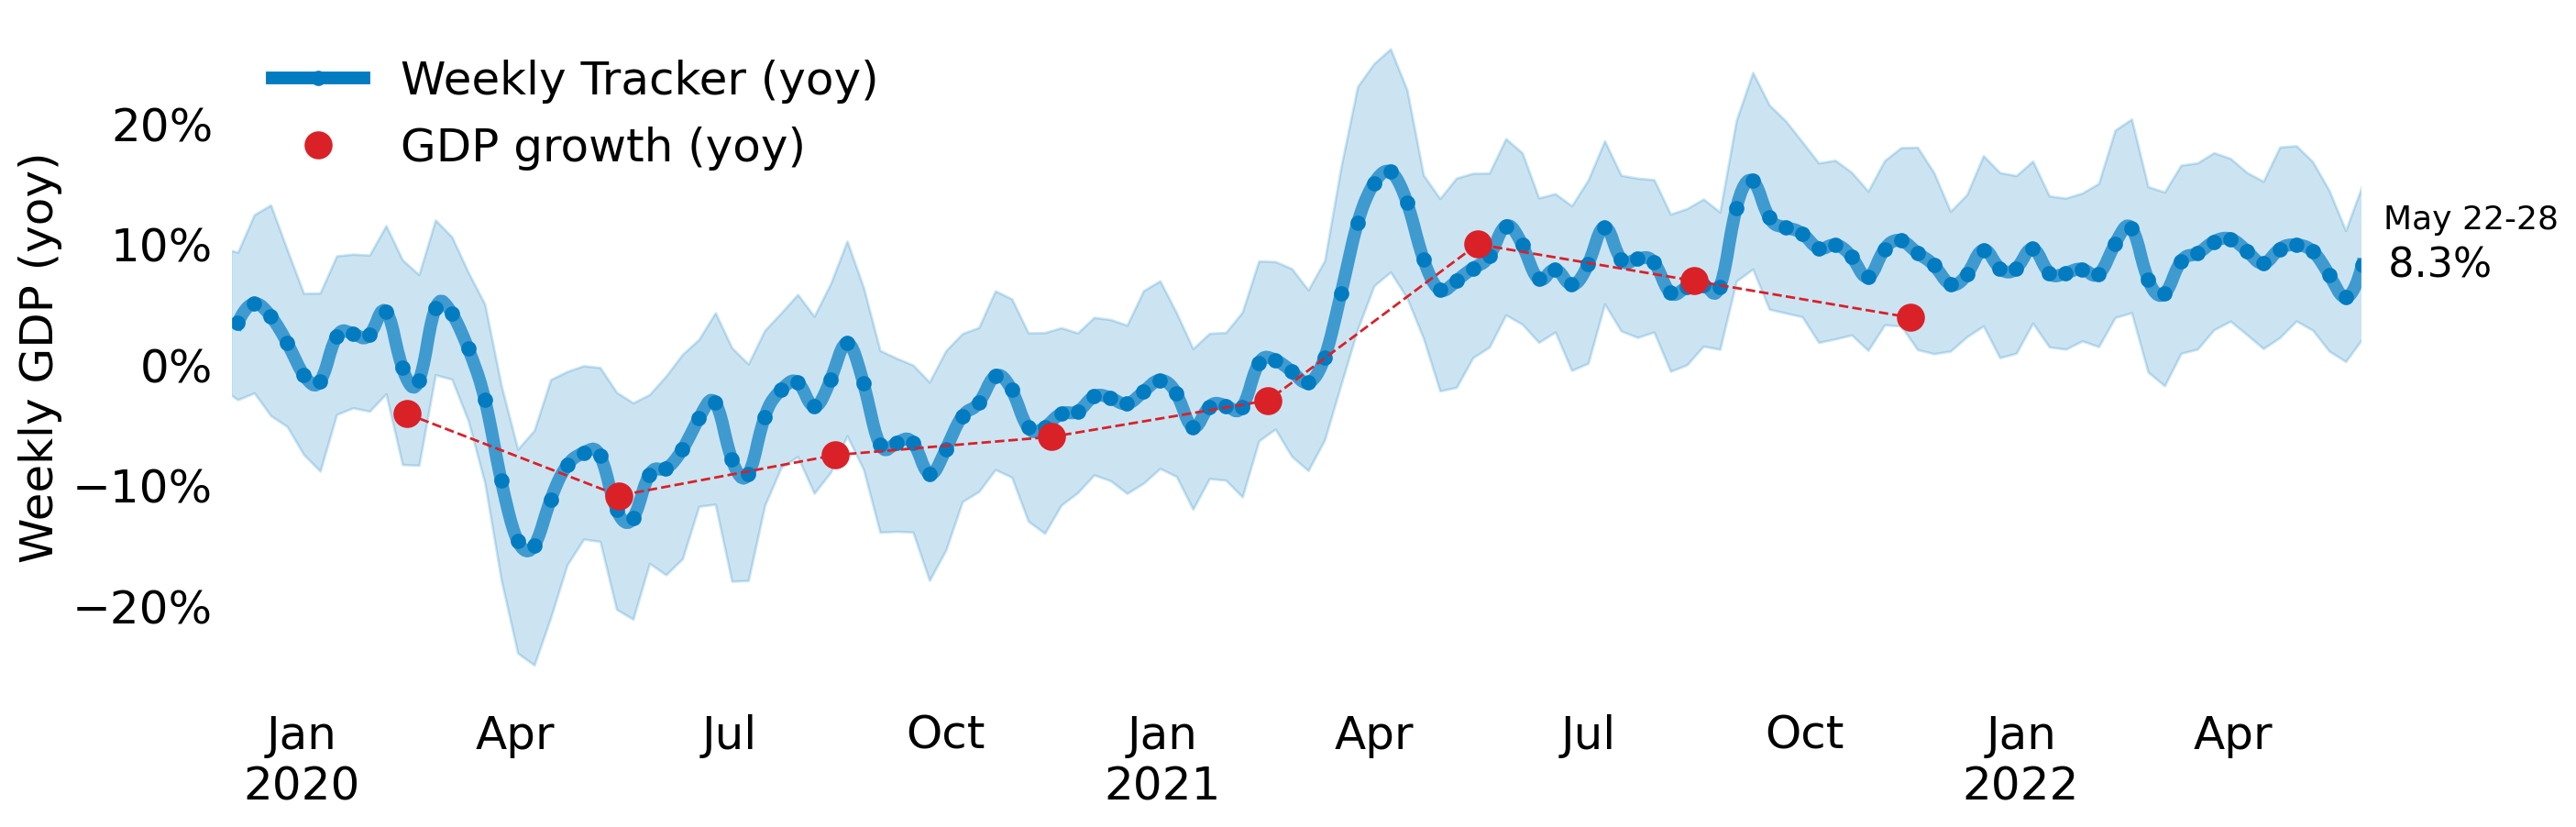 Weekly Tracker (yoy)
GDP growth (yoy)
Weekly GDP (yoy)
20%
10%
0%
−10%
−20%
May 22-28
8.3%
Jan Apr Jul Oct Jan Apr Jul Oct Jan Apr
2020 2021 2022